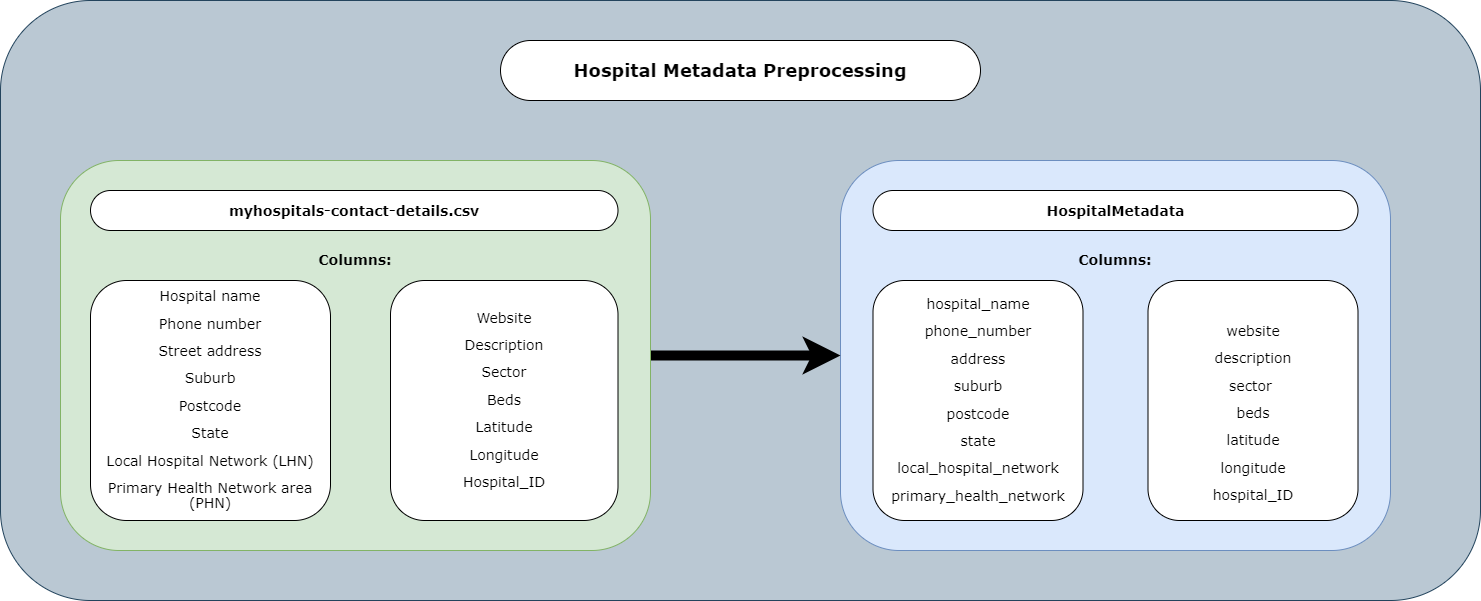 Hospital Metadata Preprocessing
myhospitals-contact-details.csv
Columns:
Hospital name
Phone number
Street address
Suburb
Postcode
State
Local Hospital Network (LHN)
Primary Health Network area
(PHN)
Website
Description
Sector
Beds
Latitude
Longitude
Hospital_ID
HospitalMetadata
Columns:
hospital_name
phone_number
address
suburb
postcode
state
local_hospital_network
primary_health_network
website
description
sector
beds
latitude
longitude
hospital_ID